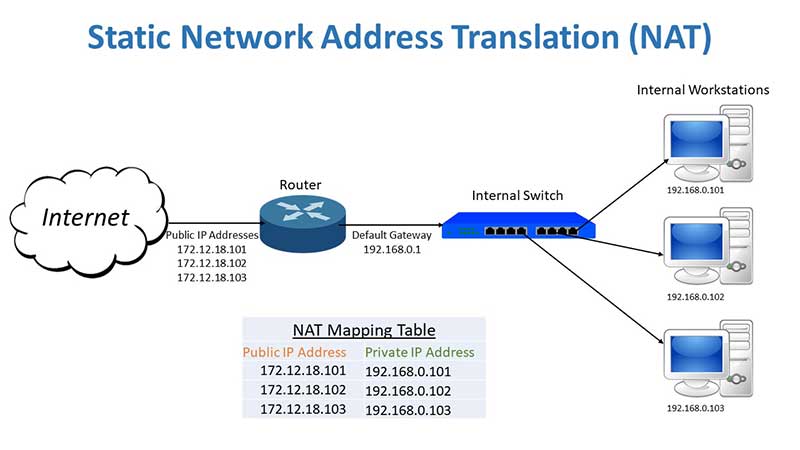 Static Network Address Translation (NAT)
Internal Workstations
192.168.0.101
Router
Internal Switch
Internet
Public IP Addresses
172.12.18.101
172.12.18.102
172.12.18.103
Default Gateway
192.168.0.1
192.168.0.102
NAT Mapping Table
Public IP Address Private IP Address
172.12.18.101 192.168.0.101
172.12.18.102 192.168.0.102
172.12.18.103 192.168.0.103
192.168.0.103